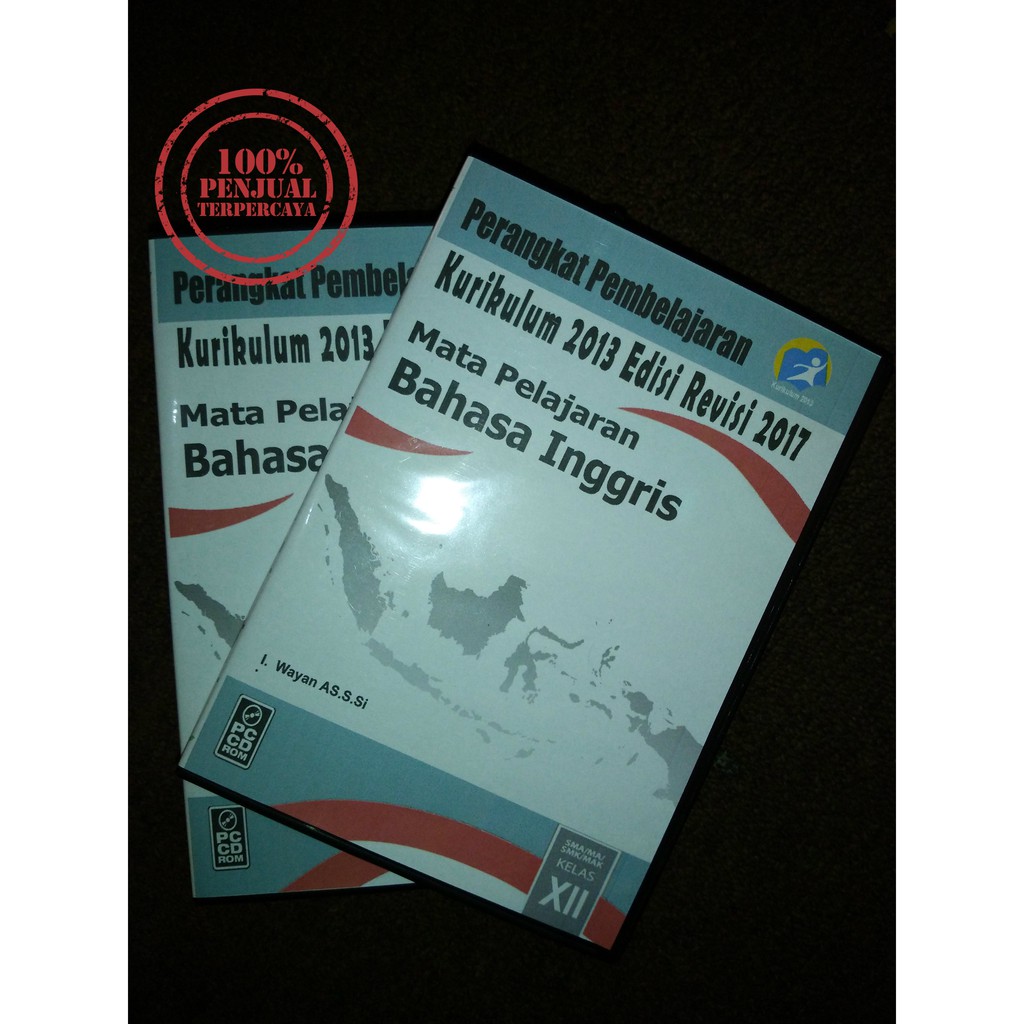 100%
PENJUAL
TERPERCAYA
Perangkat Pembelajaran
Kurikulum 2013 Edisi Revisi 2017
Kurikulum 2013
Mata Pelajaran
Bahasa Inggris
I. Wayan AS.S.Si
PC
CD
ROM
SMA/MA/
SMK/MAK
KELAS
XII
Perangkat Pembel
Kurikulum 2013
Mata Pela
Bahasa
PC
CD
ROM